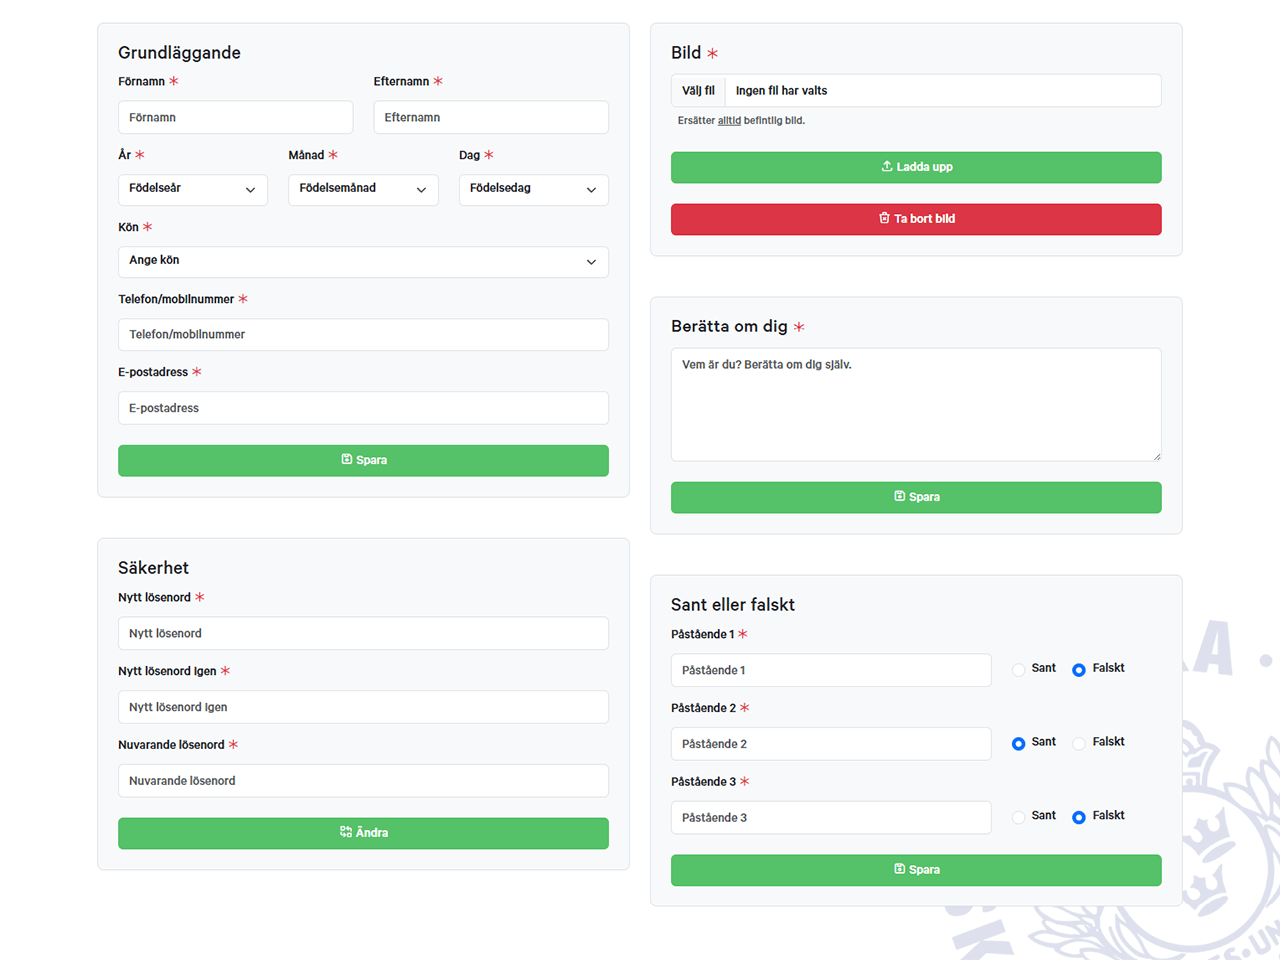 Grundläggande
Förnamn *
Efternamn *
Förnamn
Efternamn
År *
Månad *
Dag *
Födelseår
Födelsemånad
Födelsedag
Kön *
Ange kön
Telefon/mobilnummer *
Telefon/mobilnummer
E-postadress *
E-postadress
Spara
Säkerhet
Nytt lösenord *
Nytt lösenord
Nytt lösenord igen *
Nytt lösenord igen
Nuvarande lösenord *
Nuvarande lösenord
Ändra
Bild *
Välj fil
Ingen fil har valts
Ersätter alltid befintlig bild.
Ladda upp
Ta bort bild
Berätta om dig *
Vem är du? Berätta om dig själv.
Spara
Sant eller falskt
Påstående 1 *
Påstående 1
Sant
Falskt
Påstående 2 *
Påstående 2
Sant
Falskt
Påstående 3 *
Påstående 3
Sant
Falskt
Spara